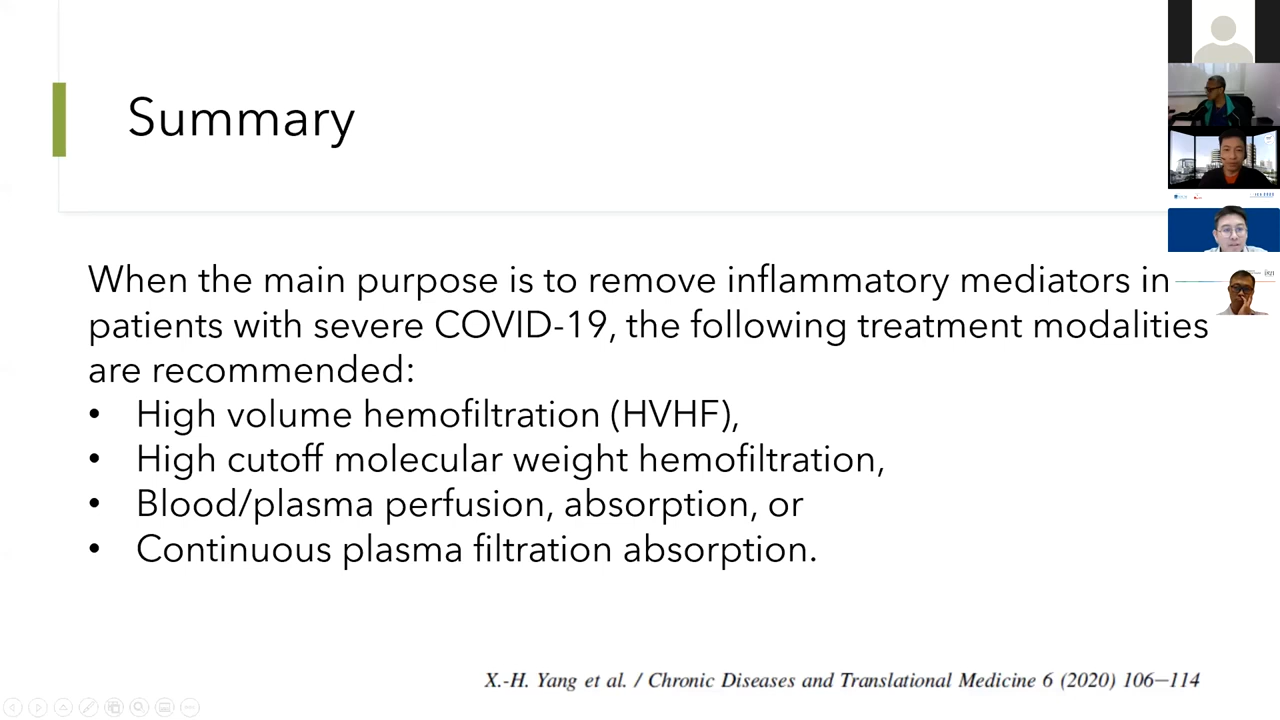 Summary
When the main purpose is to remove inflammatory mediators in
patients with severe COVID-19, the following treatment modalities
are recommended:
• High volume hemofiltration (HVHF),
• High cutoff molecular weight hemofiltration,
• Blood/plasma perfusion, absorption, or
• Continuous plasma filtration absorption.
X.-H. Yang et al. / Chronic Diseases and Translational Medicine 6 (2020) 106—114